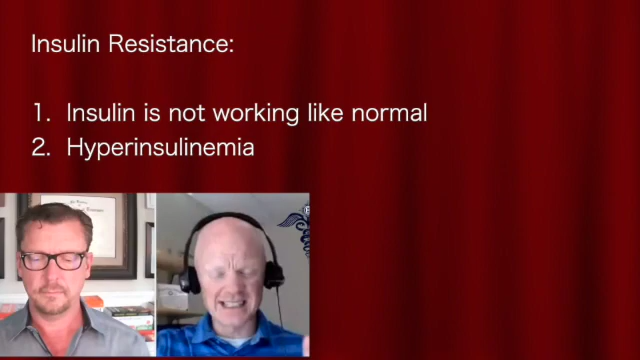 Insulin Resistance:
1. Insulin is not working like normal
2. Hyperinsulinemia